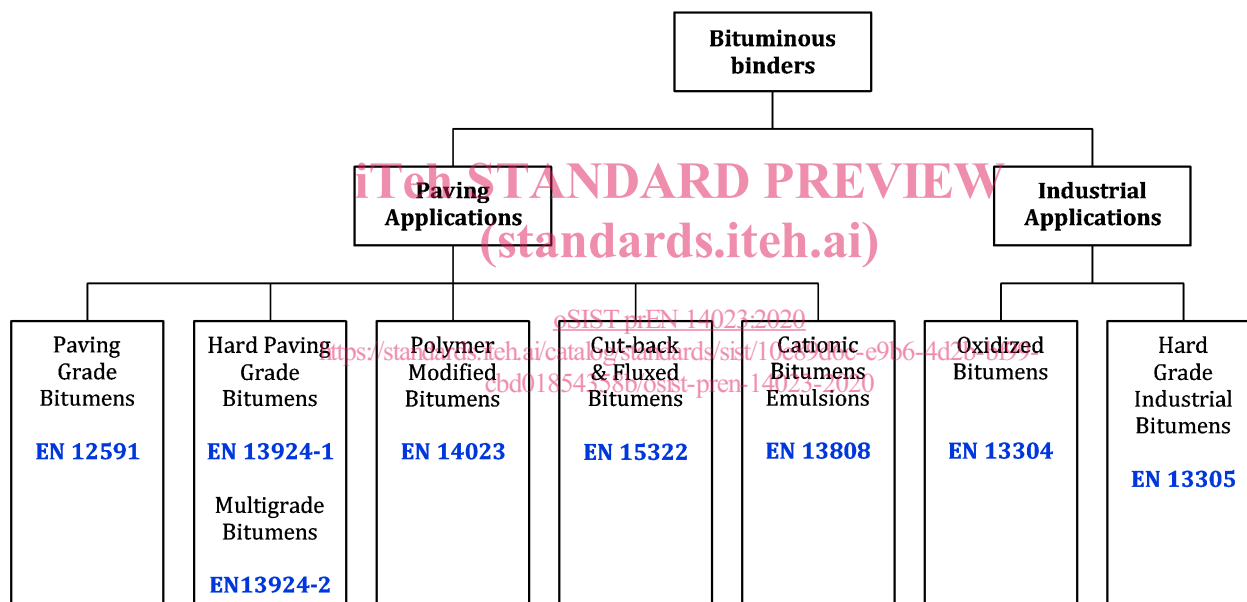 Bituminous
binders
iTeh STANDARD PREVIEW
(standards.iteh.ai)
Paving
Applications
Industrial
Applications
oSIST prEN 14023:2020
Paving
Grade
Bitumens
EN 12591
Hard Paving
Grade
Bitumens
EN 13924-1
Multigrade
Bitumens
EN13924-2
Polymer
Modified
Bitumens
EN 14023
Cut-back
& Fluxed
Bitumens
EN 15322
Cationic
Bitumens
Emulsions
EN 13808
Oxidized
Bitumens
EN 13304
Hard
Grade
Industrial
Bitumens
EN 13305